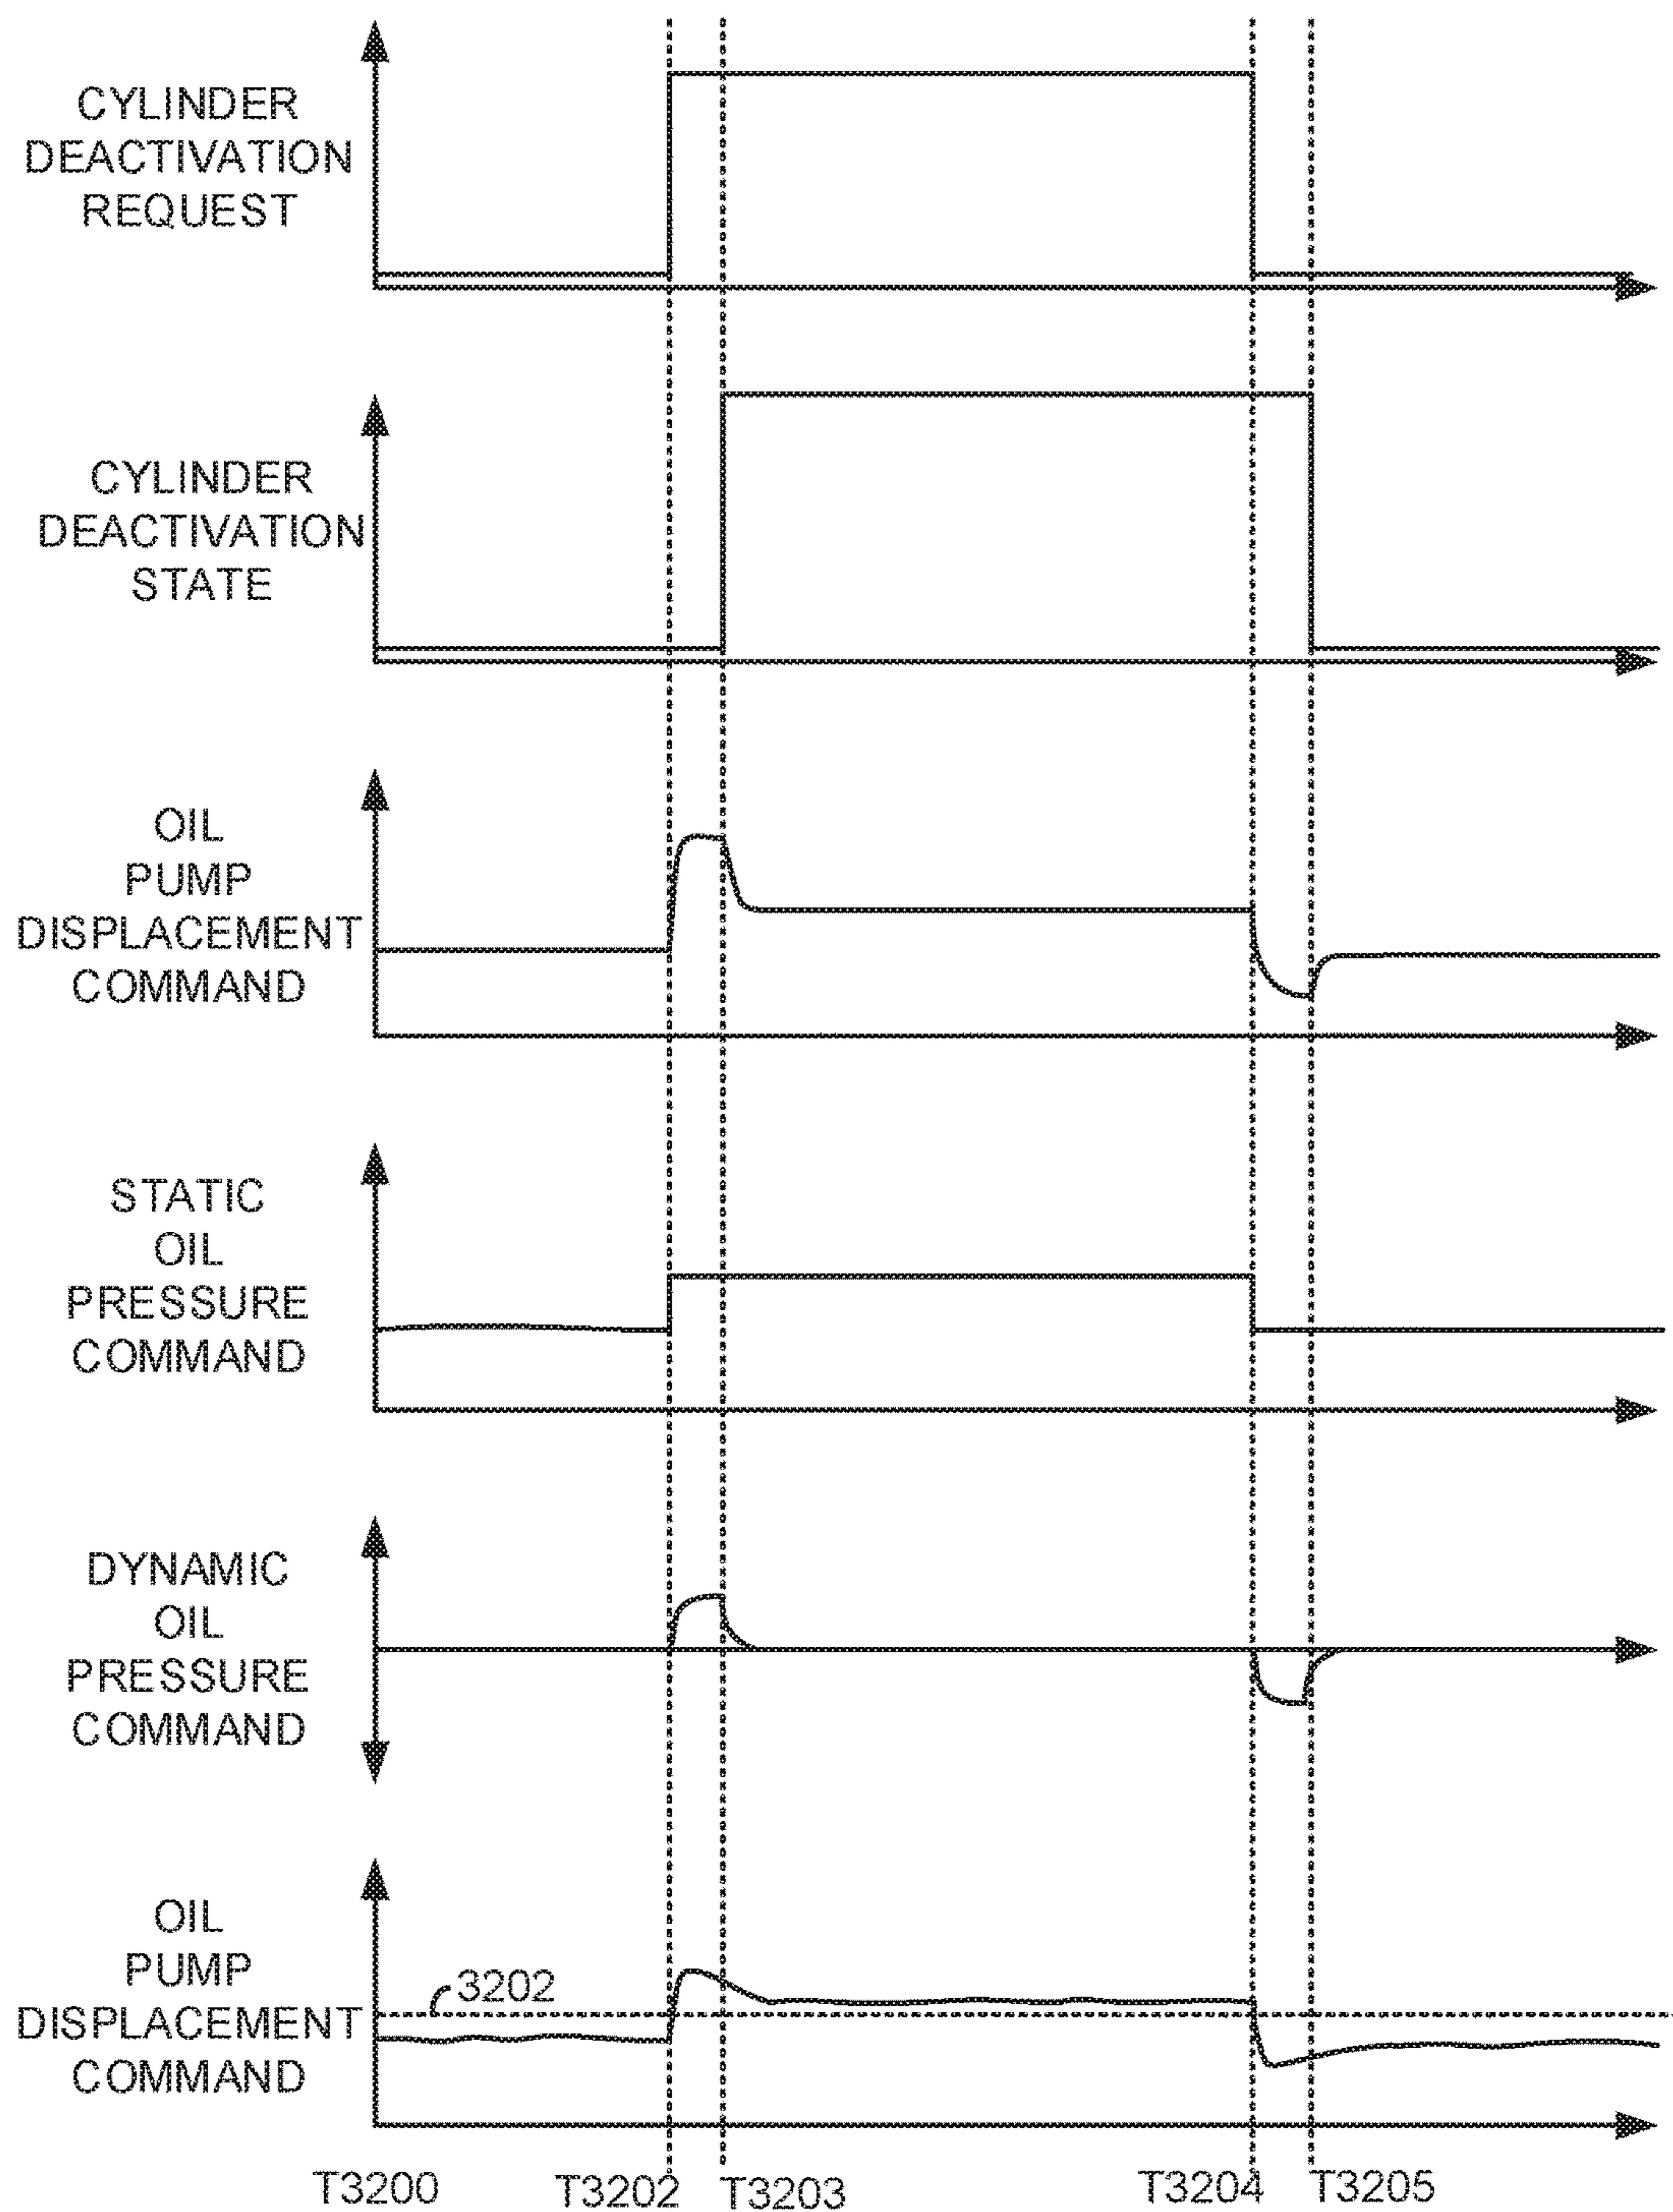 CYLINDER
DEACTIVATION
REQUEST
CYLINDER
DEACTIVATION
STATE
OIL
PUMP
DISPLACEMENT
COMMAND
STATIC
OIL
PRESSURE
COMMAND
DYNAMIC
OIL
PRESSURE
COMMAND
OIL
PUMP
DISPLACEMENT
COMMAND
3202
T3200 T3202 T3203 T3204 T3205